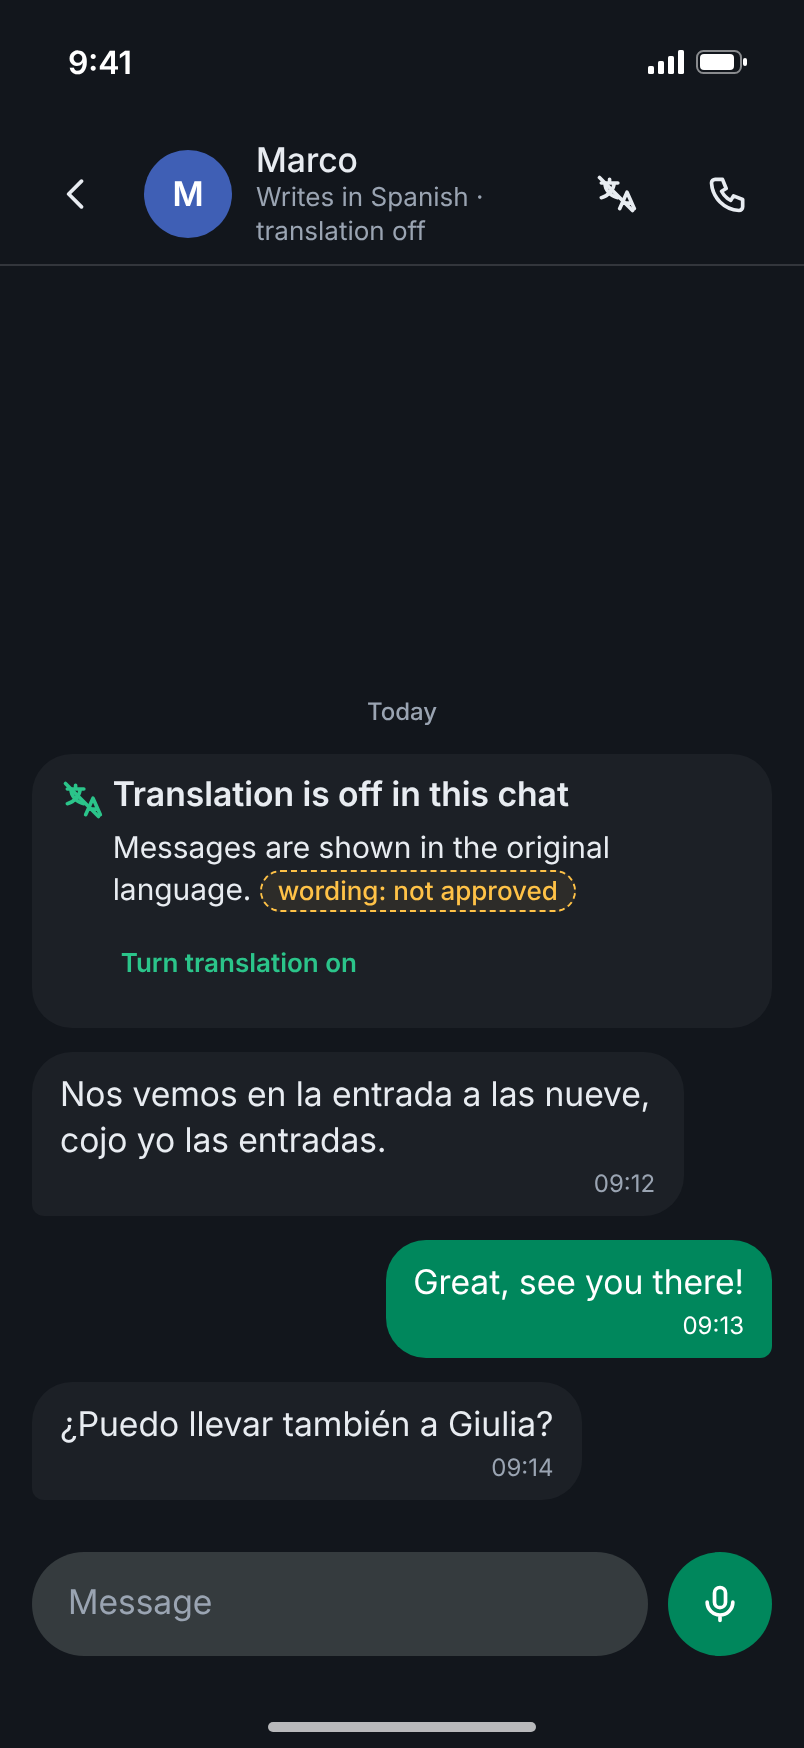 9:41
M
Marco
Writes in Spanish ·
translation off
Today
Translation is off in this chat
Messages are shown in the original
language. wording: not approved
Turn translation on
Nos vemos en la entrada a las nueve,
cojo yo las entradas.
09:12
Great, see you there!
09:13
¿Puedo llevar también a Giulia?
09:14
Message